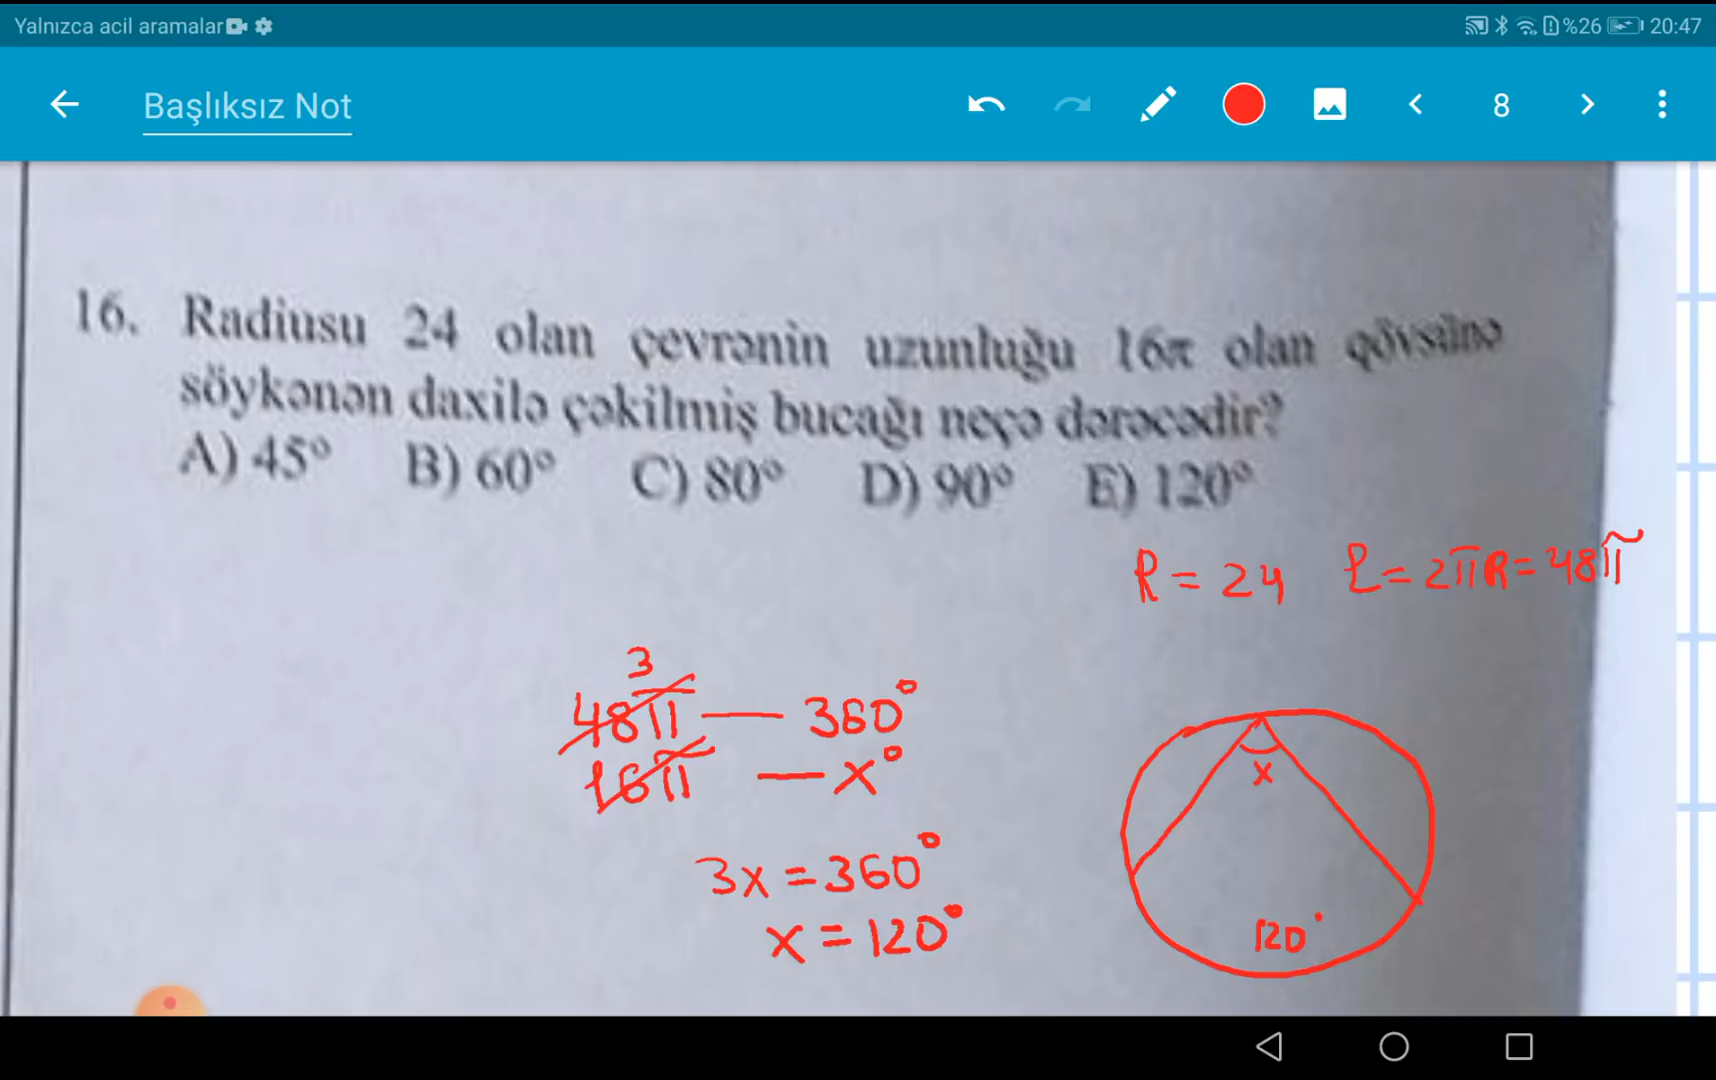 Yalnızca acil aramalar %26 20:47
Başlıksız Not 8
16. Radiusu 24 olan çevrənin uzunluğu 16π olan qövsünə
söykənən daxilə çəkilmiş bucağı neçə dərəcədir?
A) 45° B) 60° C) 80° D) 90° E) 120°
R = 24 ℓ = 2πR = 48π
3
48π — 360°
16π — x°
x
3x = 360°
x = 120°
120°